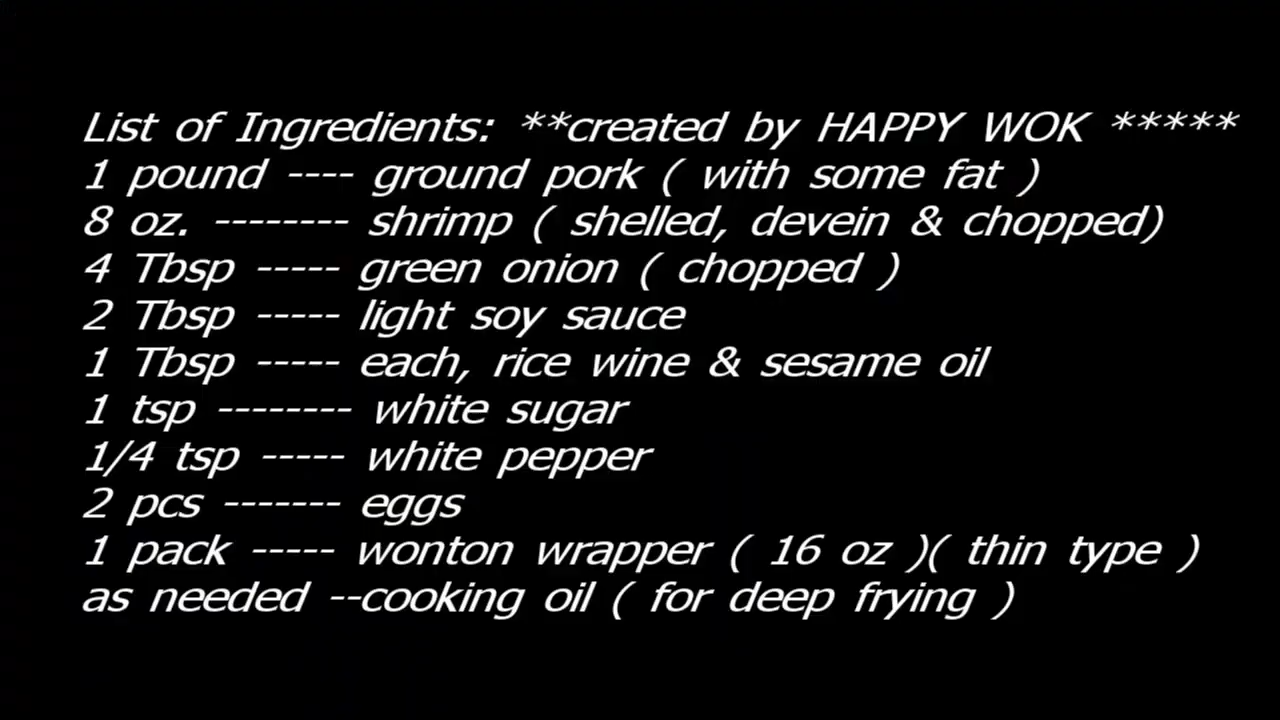 List of Ingredients: **created by HAPPY WOK *****
1 pound ---- ground pork ( with some fat )
8 oz. -------- shrimp ( shelled, devein & chopped)
4 Tbsp ----- green onion ( chopped )
2 Tbsp ----- light soy sauce
1 Tbsp ----- each, rice wine & sesame oil
1 tsp -------- white sugar
1/4 tsp ----- white pepper
2 pcs ------- eggs
1 pack ----- wonton wrapper ( 16 oz )( thin type )
as needed --cooking oil ( for deep frying )